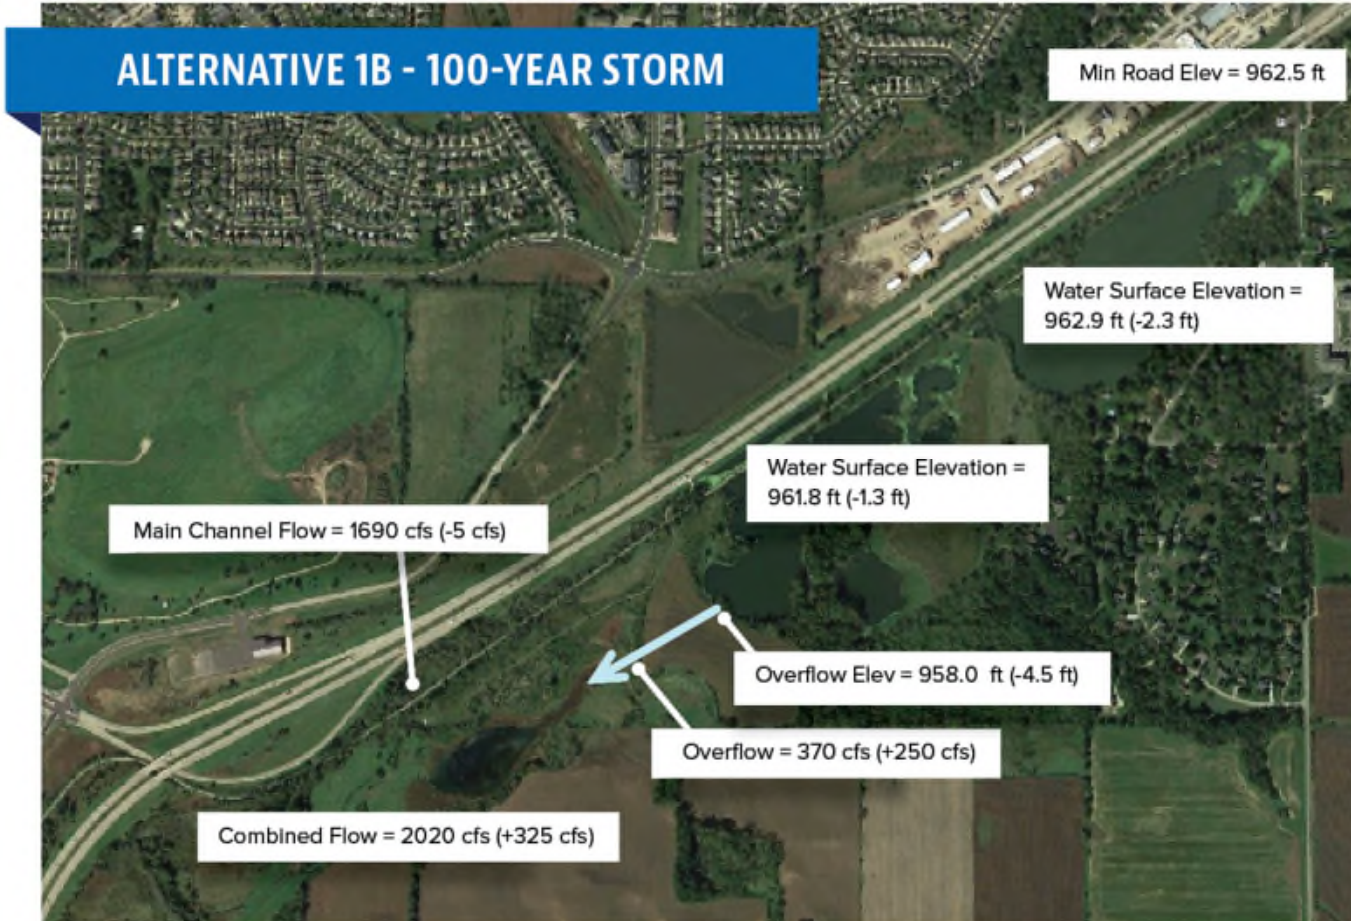 ALTERNATIVE 1B - 100-YEAR STORM
Min Road Elev = 962.5 ft
Water Surface Elevation =
962.9 ft (-2.3 ft)
Water Surface Elevation =
961.8 ft (-1.3 ft)
Main Channel Flow = 1690 cfs (-5 cfs)
Overflow Elev = 958.0 ft (-4.5 ft)
Overflow = 370 cfs (+250 cfs)
Combined Flow = 2020 cfs (+325 cfs)